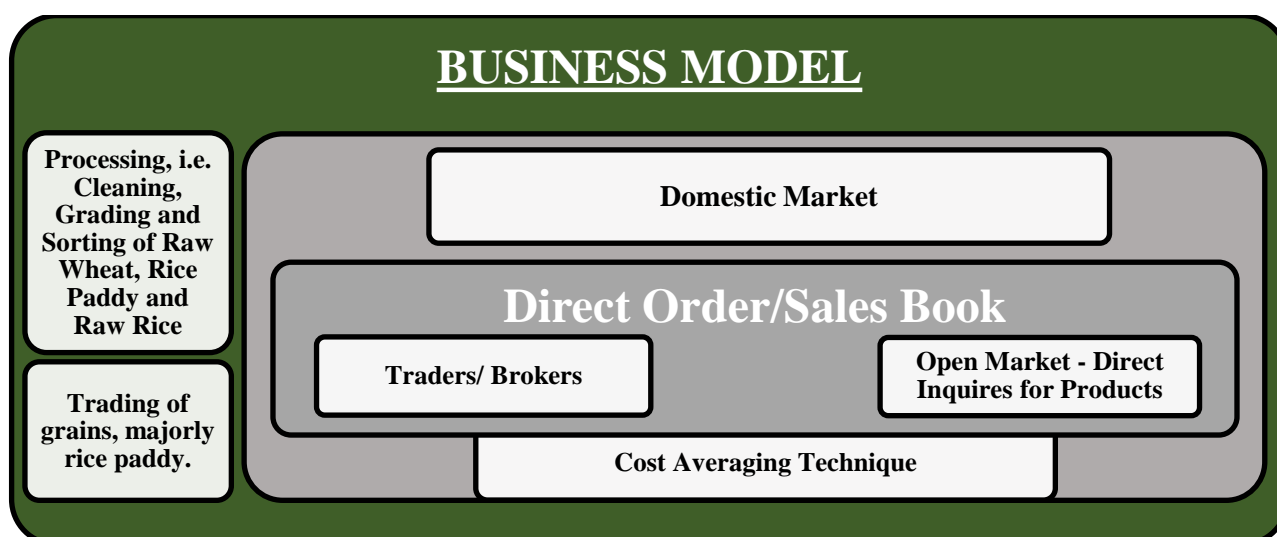 BUSINESS MODEL
Processing, i.e.
Cleaning,
Grading and
Sorting of Raw
Wheat, Rice
Paddy and
Raw Rice
Trading of
grains, majorly
rice paddy.
Domestic Market
Direct Order/Sales Book
Traders/ Brokers
Open Market - Direct
Inquires for Products
Cost Averaging Technique